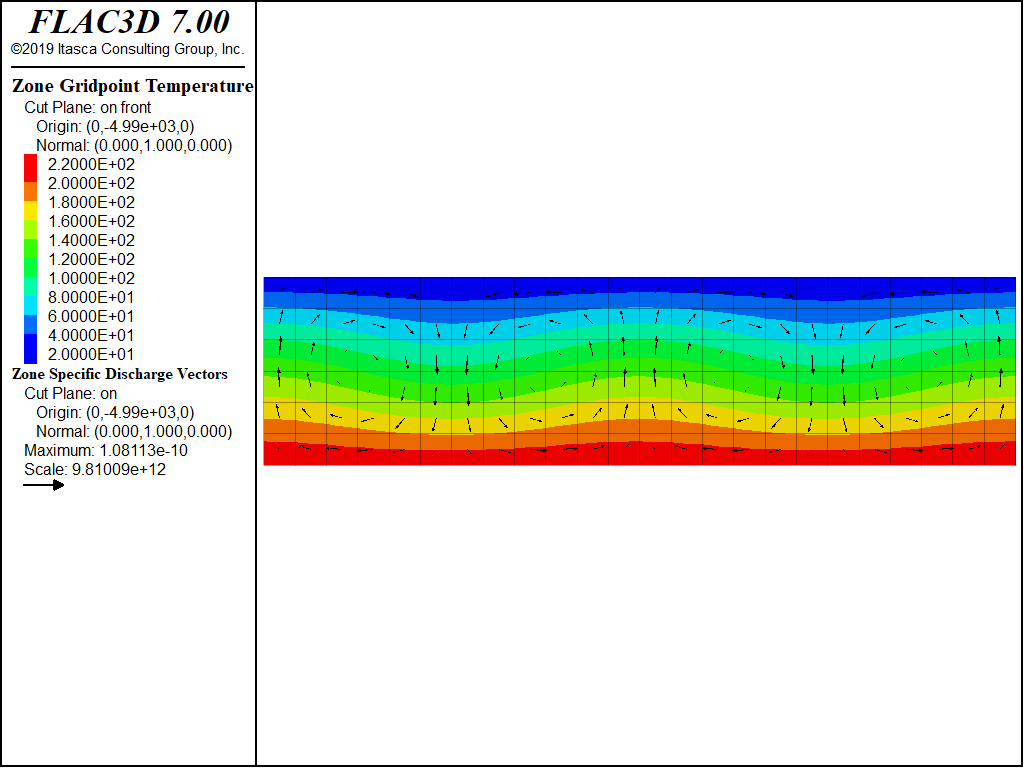 FLAC3D 7.00
©2019 Itasca Consulting Group, Inc.
Zone Gridpoint Temperature
Cut Plane: on front
Origin: (0,-4.99e+03,0)
Normal: (0.000,1.000,0.000)
2.2000E+02
2.0000E+02
1.8000E+02
1.6000E+02
1.4000E+02
1.2000E+02
1.0000E+02
8.0000E+01
6.0000E+01
4.0000E+01
2.0000E+01
Zone Specific Discharge Vectors
Cut Plane: on
Origin: (0,-4.99e+03,0)
Normal: (0.000,1.000,0.000)
Maximum: 1.08113e-10
Scale: 9.81009e+12